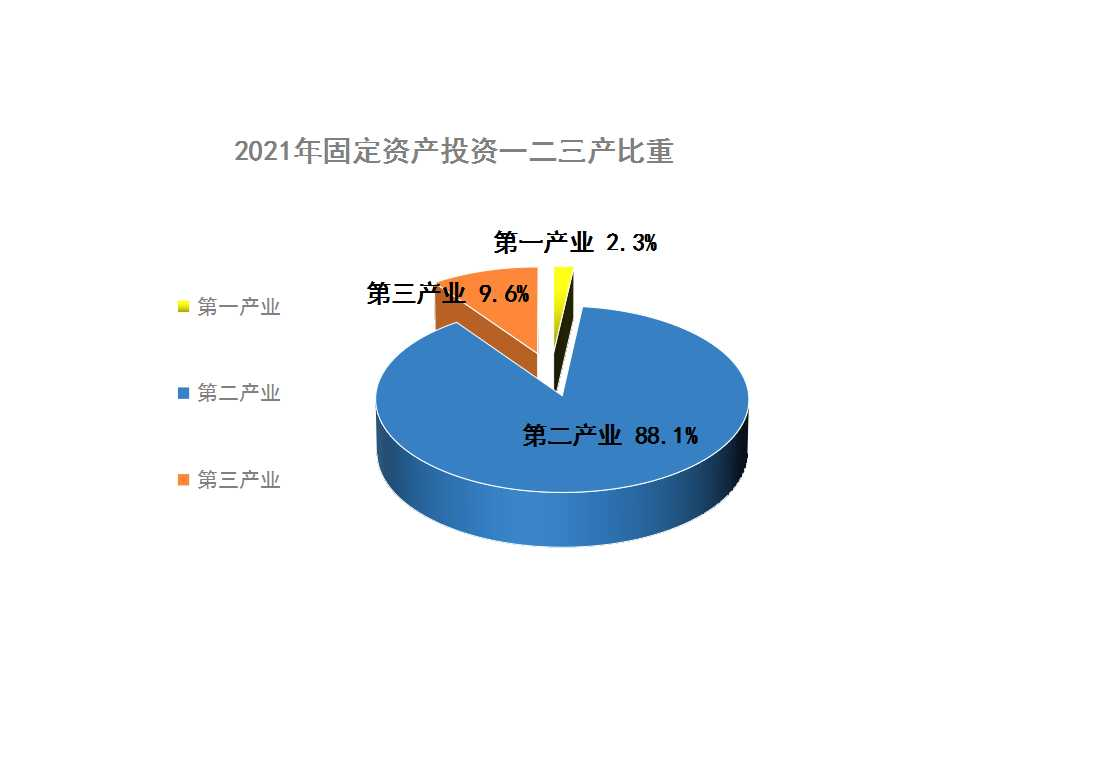 2021年固定资产投资一二三产比重
第一产业 2.3%
第三产业 9.6%
第一产业
第二产业
第二产业 88.1%
第三产业